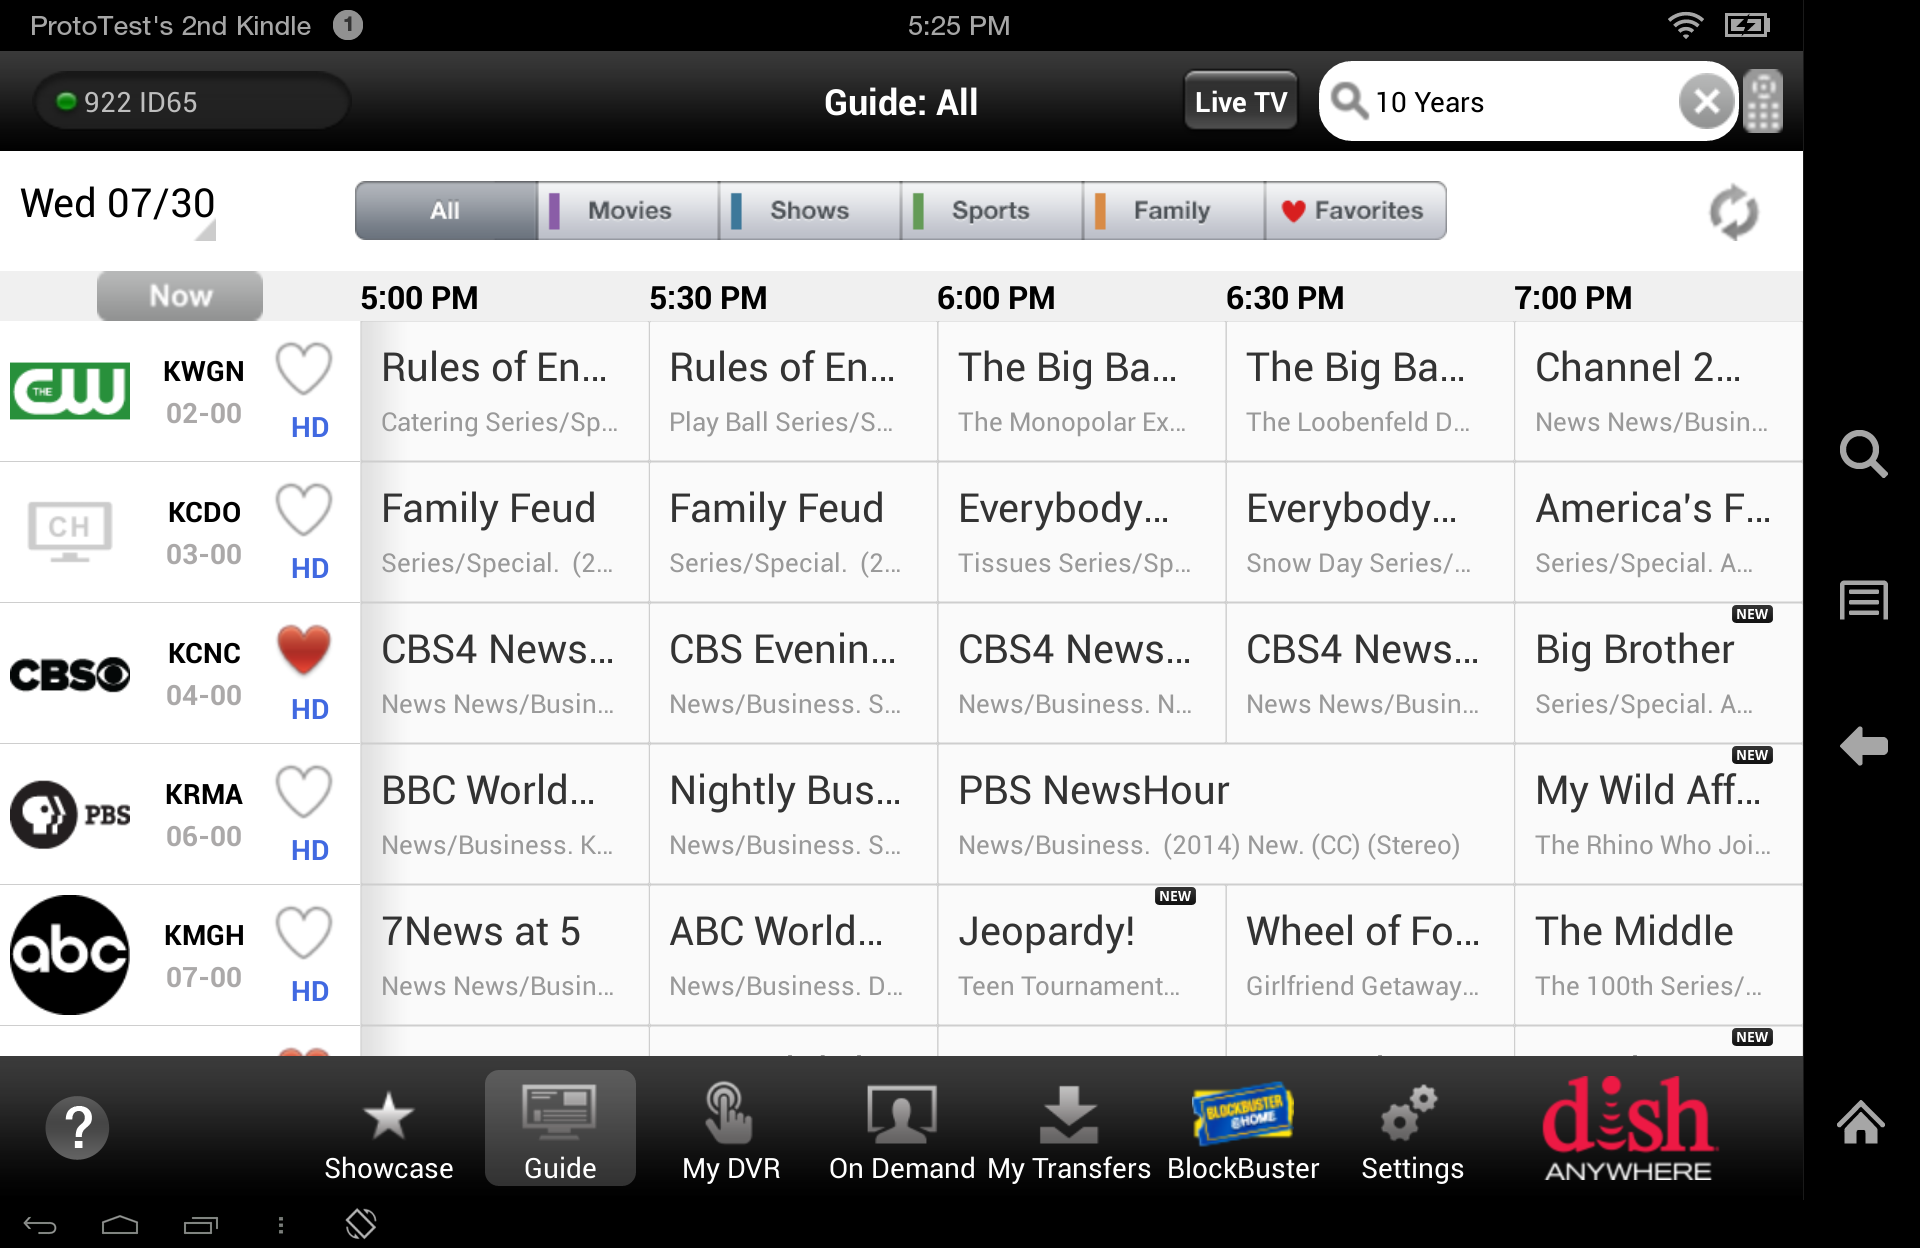 ProtoTest's 2nd Kindle 1 5:25 PM
922 ID65 Guide: All Live TV 10 Years
Wed 07/30 All Movies Shows Sports Family Favorites
Now 5:00 PM 5:30 PM 6:00 PM 6:30 PM 7:00 PM
THE CW KWGN 02-00 HD
Rules of En... Rules of En... The Big Ba... The Big Ba... Channel 2...
Catering Series/Sp... Play Ball Series/S... The Monopolar Ex... The Loobenfeld D... News News/Busin...
CH KCDO 03-00 HD
Family Feud Family Feud Everybody... Everybody... America's F...
Series/Special. (2... Series/Special. (2... Tissues Series/Sp... Snow Day Series/... Series/Special. A...
CBS KCNC 04-00 HD
NEW
CBS4 News... CBS Evenin... CBS4 News... CBS4 News... Big Brother
News News/Busin... News/Business. S... News/Business. N... News News/Busin... Series/Special. A...
PBS KRMA 06-00 HD
NEW
BBC World... Nightly Bus... PBS NewsHour My Wild Aff...
News/Business. K... News/Business. S... News/Business. (2014) New. (CC) (Stereo) The Rhino Who Joi...
abc KMGH 07-00 HD
NEW
7News at 5 ABC World... Jeopardy! Wheel of Fo... The Middle
News News/Busin... News/Business. D... Teen Tournament... Girlfriend Getaway... The 100th Series/...
NEW
? BLOCKBUSTER @HOME dish
Showcase Guide My DVR On Demand My Transfers BlockBuster Settings ANYWHERE